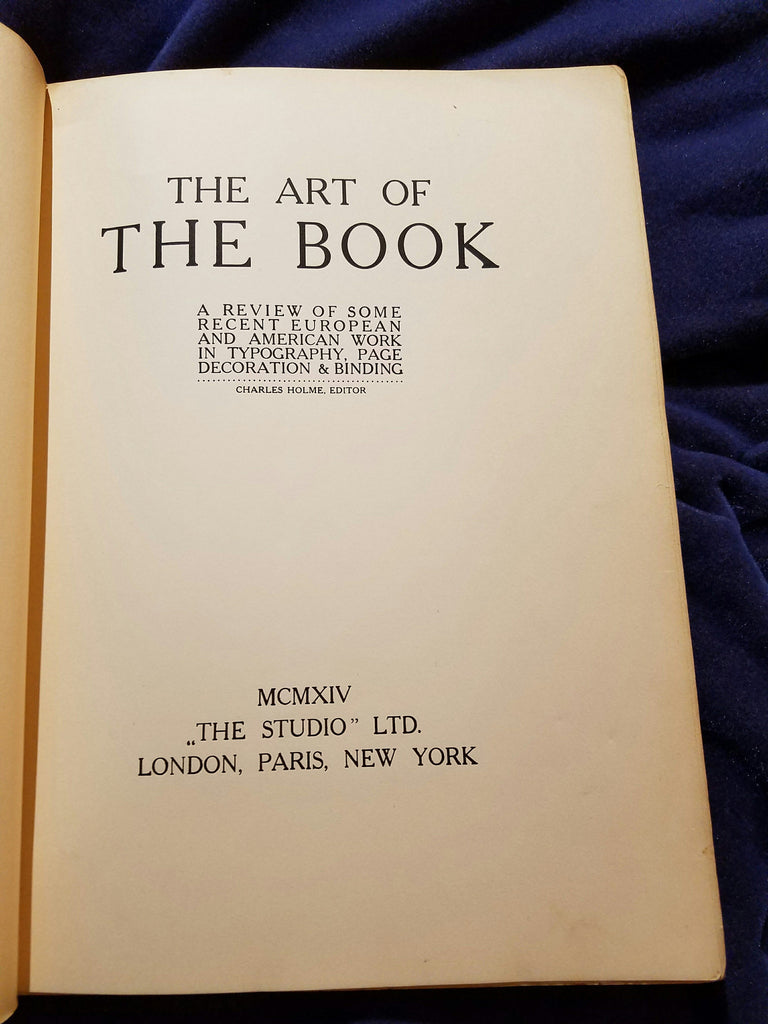 THE ART OF
THE BOOK
A REVIEW OF SOME
RECENT EUROPEAN
AND AMERICAN WORK
IN TYPOGRAPHY, PAGE
DECORATION & BINDING
CHARLES HOLME, EDITOR
MCMXIV
„THE STUDIO” LTD.
LONDON, PARIS, NEW YORK